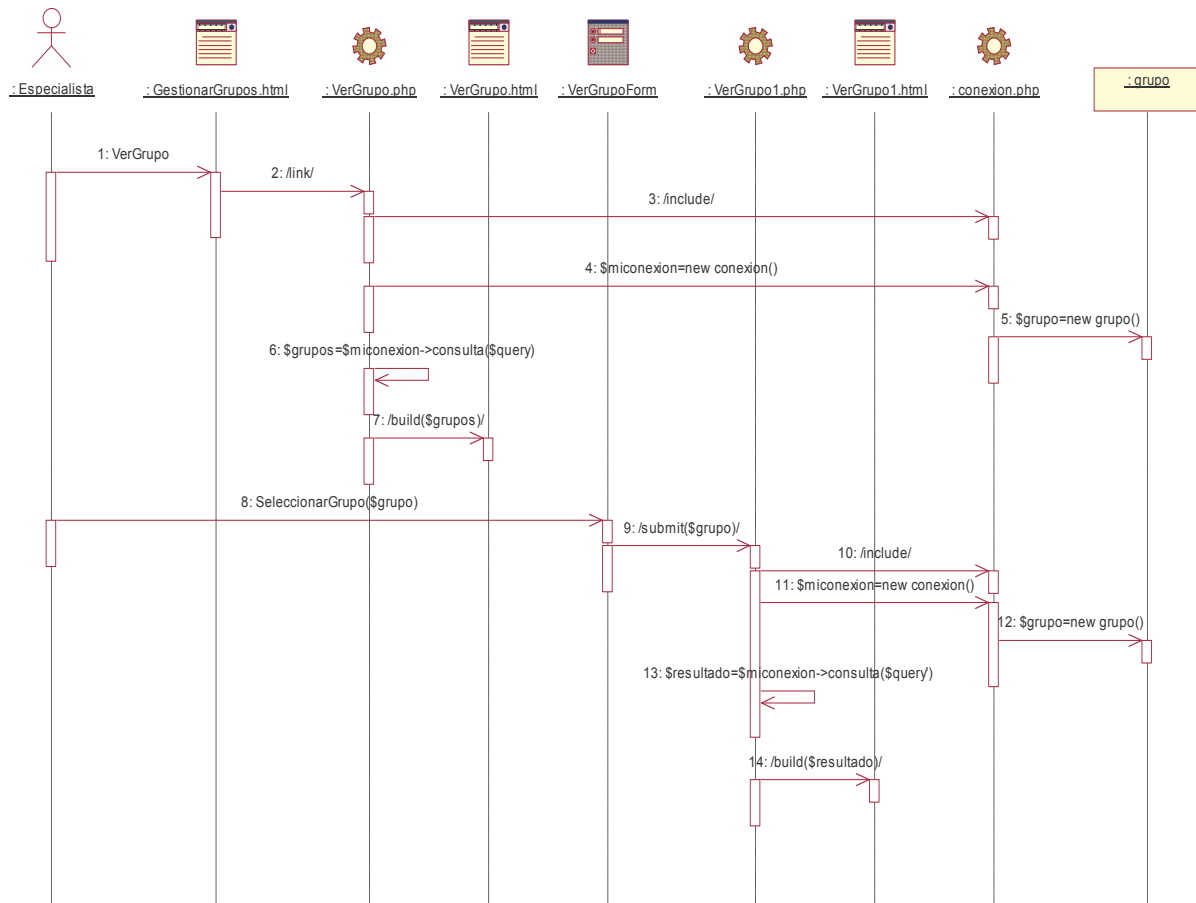 : Especialista
: GestionarGrupos.html
: VerGrupo.php
: VerGrupo.html
: VerGrupoForm
: VerGrupo1.php
: VerGrupo1.html
: conexion.php
: grupo
1: VerGrupo
2: /link/
3: /include/
4: $miconexion=new conexion()
5: $grupo=new grupo()
6: $grupos=$miconexion->consulta($query)
7: /build($grupos)/
8: SeleccionarGrupo($grupo)
9: /submit($grupo)/
10: /include/
11: $miconexion=new conexion()
12: $grupo=new grupo()
13: $resultado=$miconexion->consulta($query')
14: /build($resultado)/